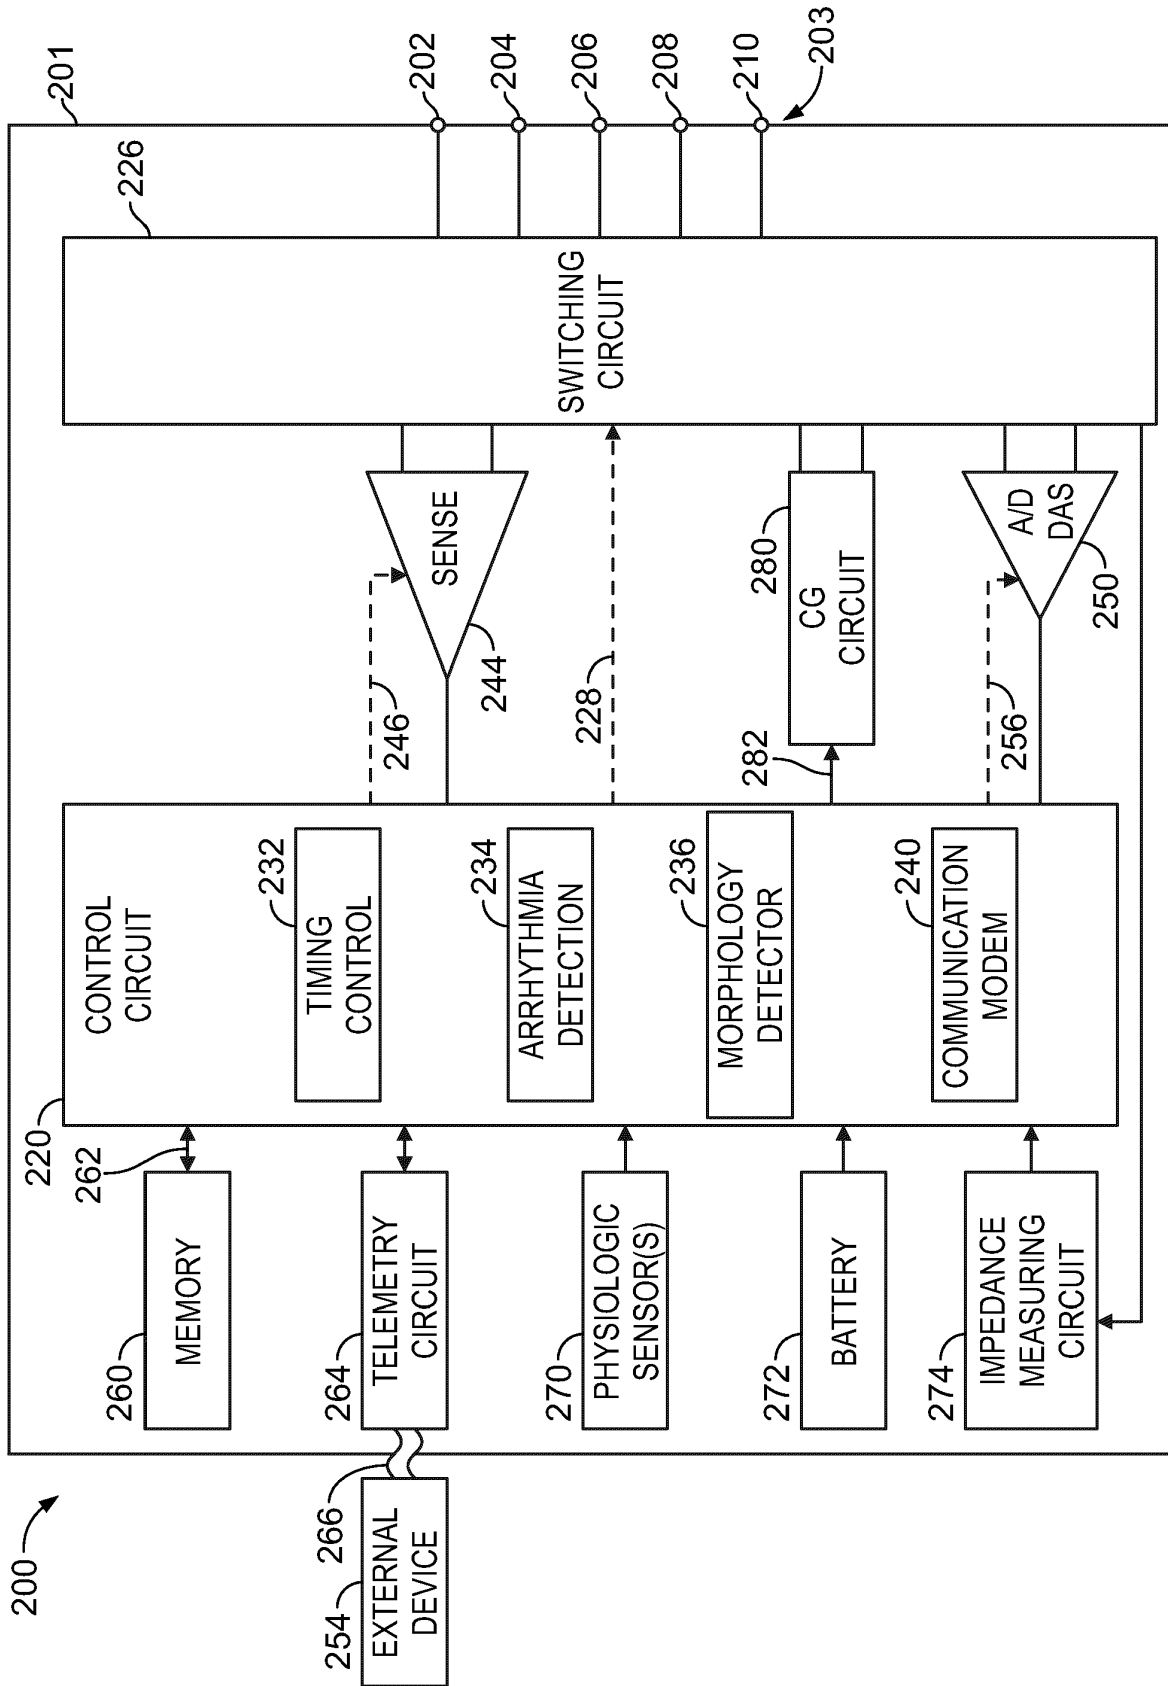 200
201
202
204
206
208
210
203
226
SWITCHING
CIRCUIT
SENSE
244
246
228
280
CG
CIRCUIT
282
A/D
DAS
250
256
220
CONTROL
CIRCUIT
232
TIMING
CONTROL
234
ARRHYTHMIA
DETECTION
236
MORPHOLOGY
DETECTOR
240
COMMUNICATION
MODEM
262
260
MEMORY
264
TELEMETRY
CIRCUIT
270
PHYSIOLOGIC
SENSOR(S)
272
BATTERY
274
IMPEDANCE
MEASURING
CIRCUIT
266
254
EXTERNAL
DEVICE